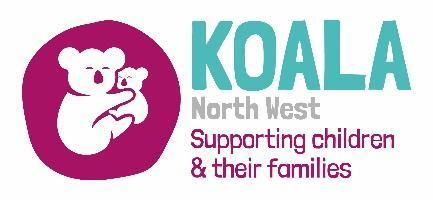 KOALA
North West
Supporting children
& their families